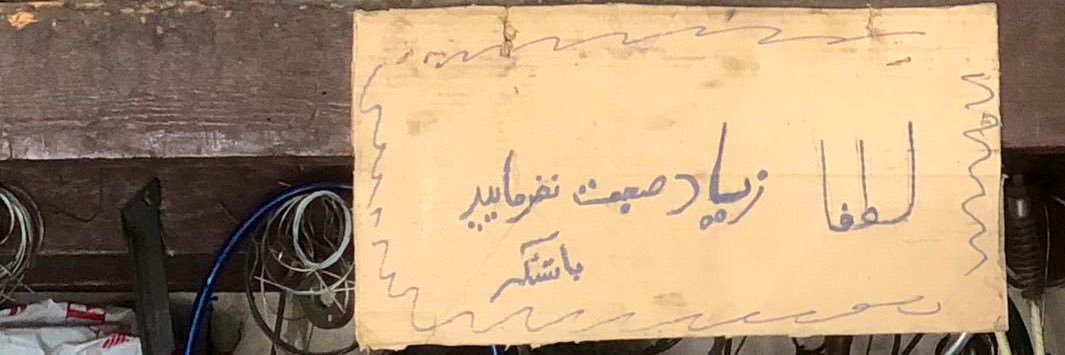 لطفا زیاد صحبت نفرمایید
باتشکر